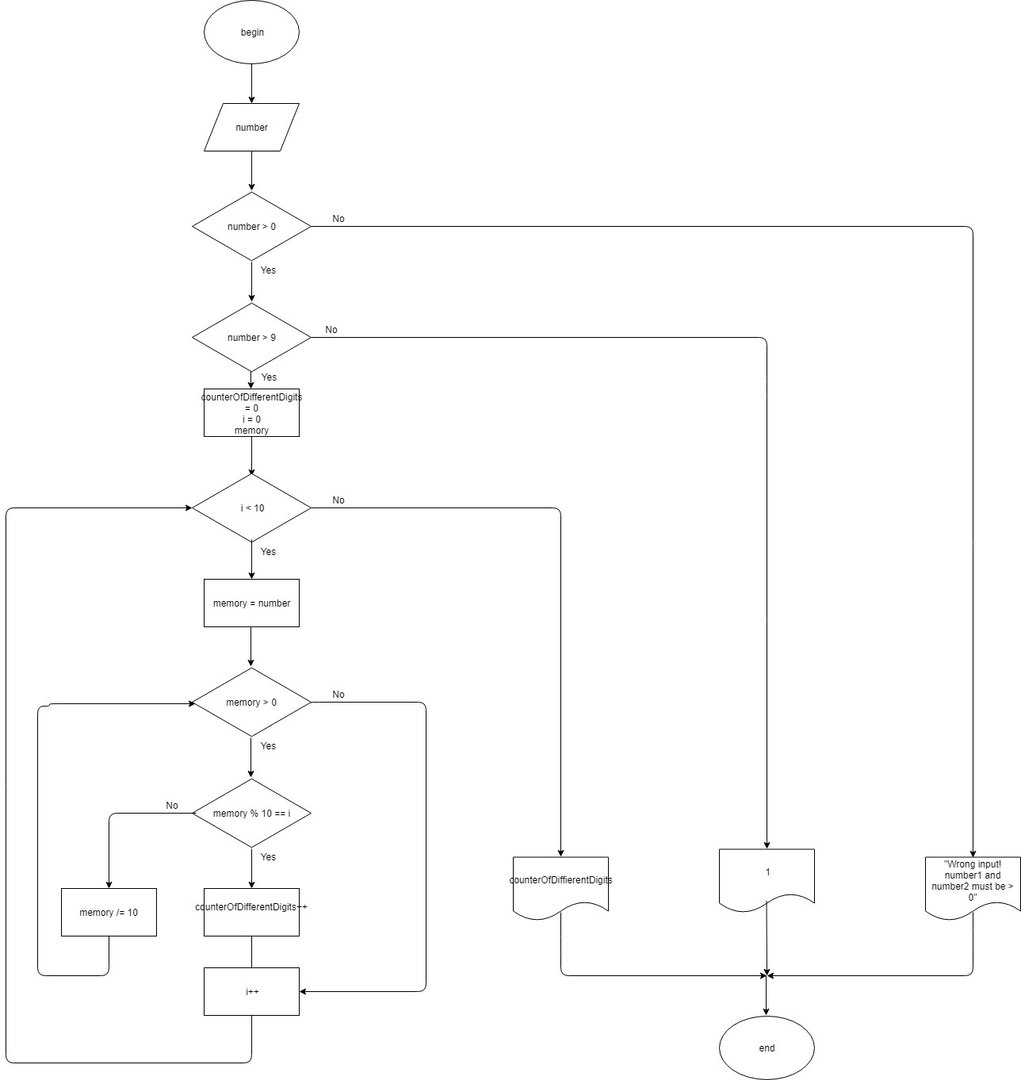 begin
number
number > 0
No
Yes
number > 9
No
Yes
counterOfDifferentDigits
= 0
i = 0
memory
i < 10
No
Yes
memory = number
memory > 0
No
Yes
memory % 10 == i
No
Yes
memory /= 10
counterOfDifferentDigits++
i++
counterOfDiffierentDigits
1
"Wrong input!
number1 and
number2 must be >
0"
end